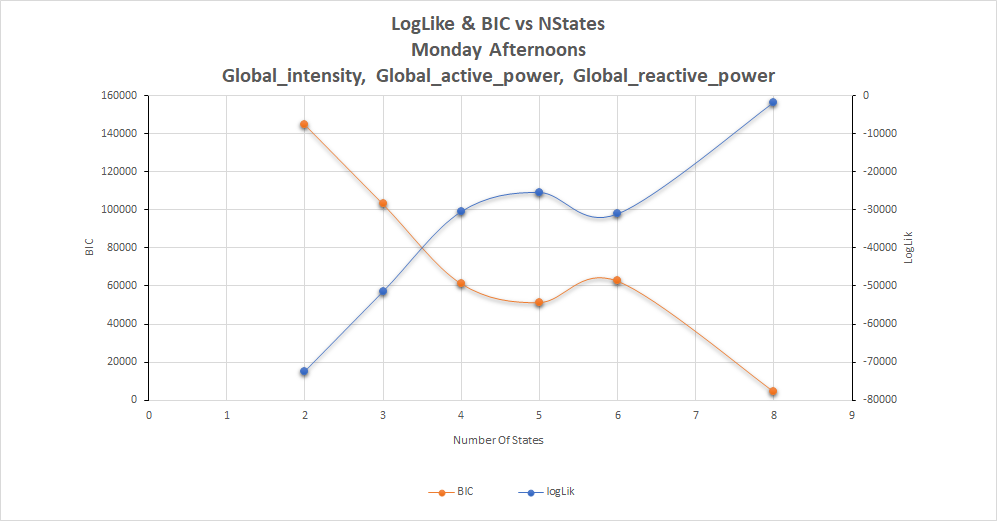 LogLike & BIC vs NStates
Monday Afternoons
Global_intensity, Global_active_power, Global_reactive_power
160000
140000
120000
100000
80000
60000
40000
20000
0
BIC
0
-10000
-20000
-30000
-40000
-50000
-60000
-70000
-80000
LogLik
0 1 2 3 4 5 6 7 8 9
Number Of States
BIC logLik